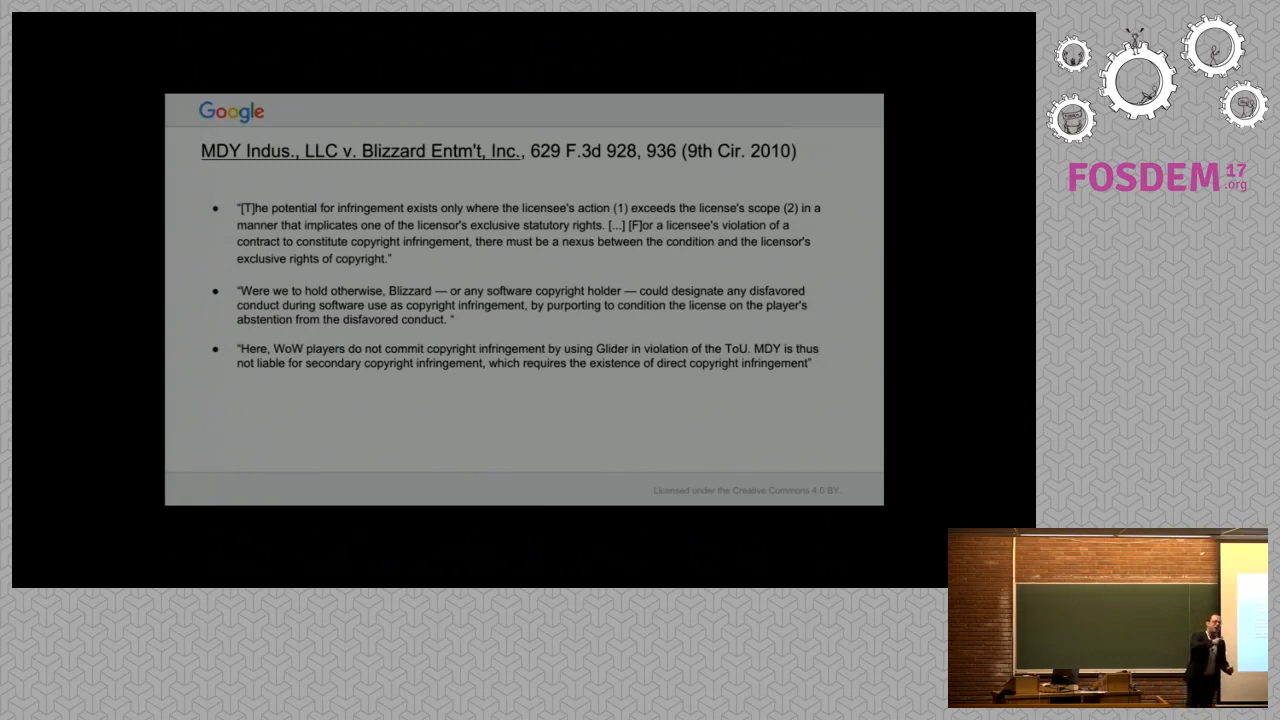 Google
MDY Indus., LLC v. Blizzard Entm't, Inc., 629 F.3d 928, 936 (9th Cir. 2010)
● “[T]he potential for infringement exists only where the licensee's action (1) exceeds the license's scope (2) in a
manner that implicates one of the licensor's exclusive statutory rights. [...] [F]or a licensee's violation of a
contract to constitute copyright infringement, there must be a nexus between the condition and the licensor's
exclusive rights of copyright.”
● “Were we to hold otherwise, Blizzard — or any software copyright holder — could designate any disfavored
conduct during software use as copyright infringement, by purporting to condition the license on the player's
abstention from the disfavored conduct. “
● “Here, WoW players do not commit copyright infringement by using Glider in violation of the ToU. MDY is thus
not liable for secondary copyright infringement, which requires the existence of direct copyright infringement”
Licensed under the Creative Commons 4.0 BY.
FOSDEM 17
.org